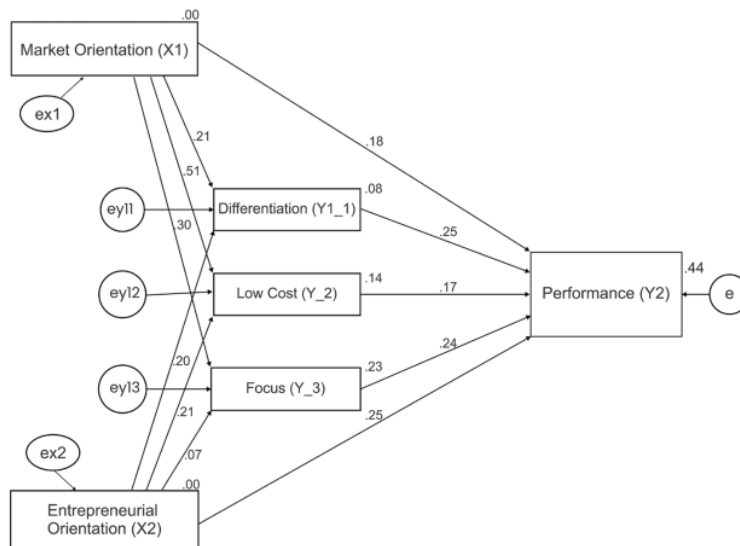 .00
Market Orientation (X1)
ex1
.21
.18
.51
.08
ey11
Differentiation (Y1_1)
.30
.25
.14
.44
ey12
Low Cost (Y_2)
.17
Performance (Y2)
e
.20
.23
.24
ey13
Focus (Y_3)
.21
.25
ex2
.07
.00
Entrepreneurial
Orientation (X2)